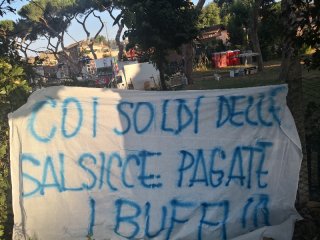 COI SOLDI DELLE
SALSICCE PAGATE
I BUFFI!!!